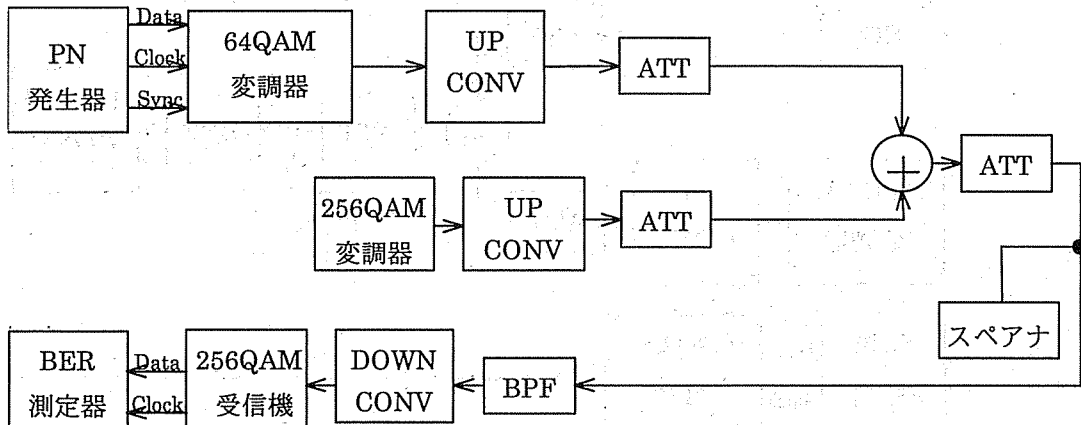 PN
発生器
Data
Clock
Sync
64QAM
変調器
UP
CONV
ATT
256QAM
変調器
UP
CONV
ATT
ATT
スペアナ
BER
測定器
Data
Clock
256QAM
受信機
DOWN
CONV
BPF